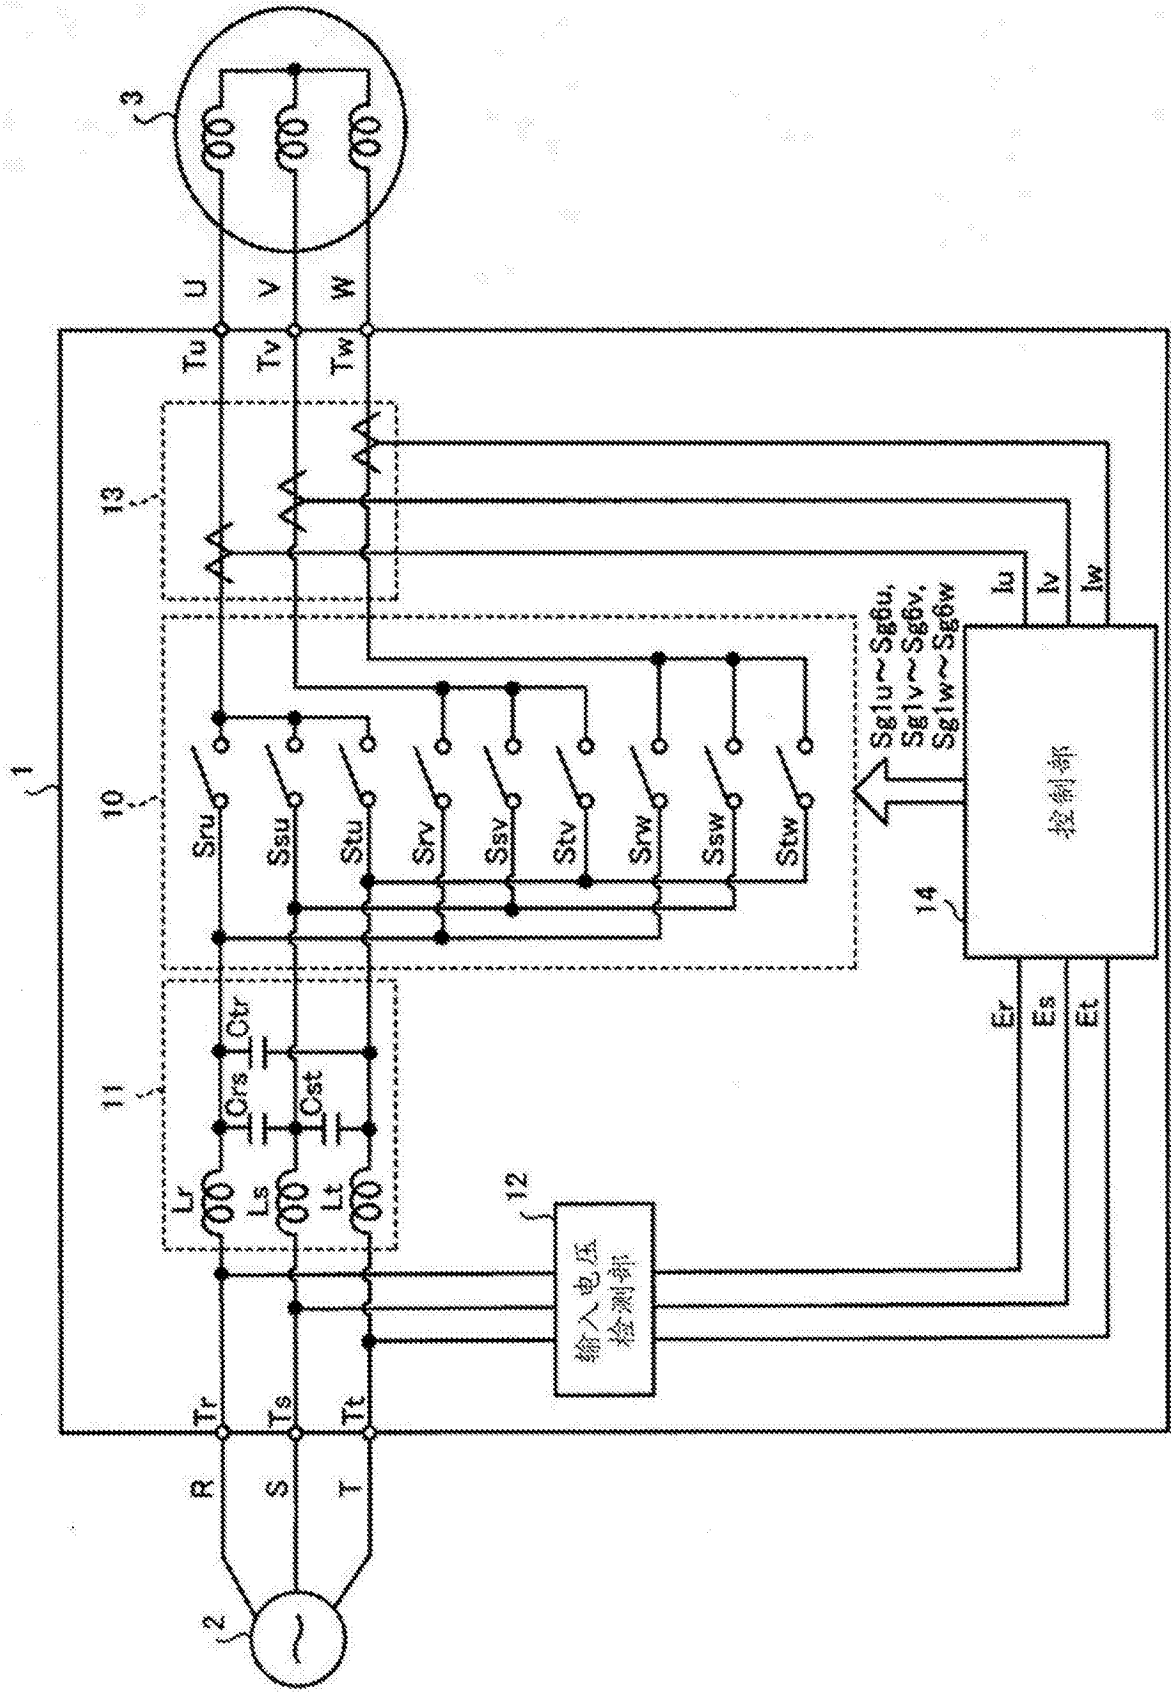 1
2
R
S
T
Tr
Ts
Tt
11
Lr
Ls
Lt
Crs
Cst
Ctr
10
Sru
Ssu
Stu
Srv
Ssv
Stv
Srw
Ssw
Stw
13
Tu
Tv
Tw
U
V
W
3
12
输入电压
检测部
Er
Es
Et
14
控制部
Sg1u～Sg6u,
Sg1v～Sg6v,
Sg1w～Sg6w
Iu
Iv
Iw